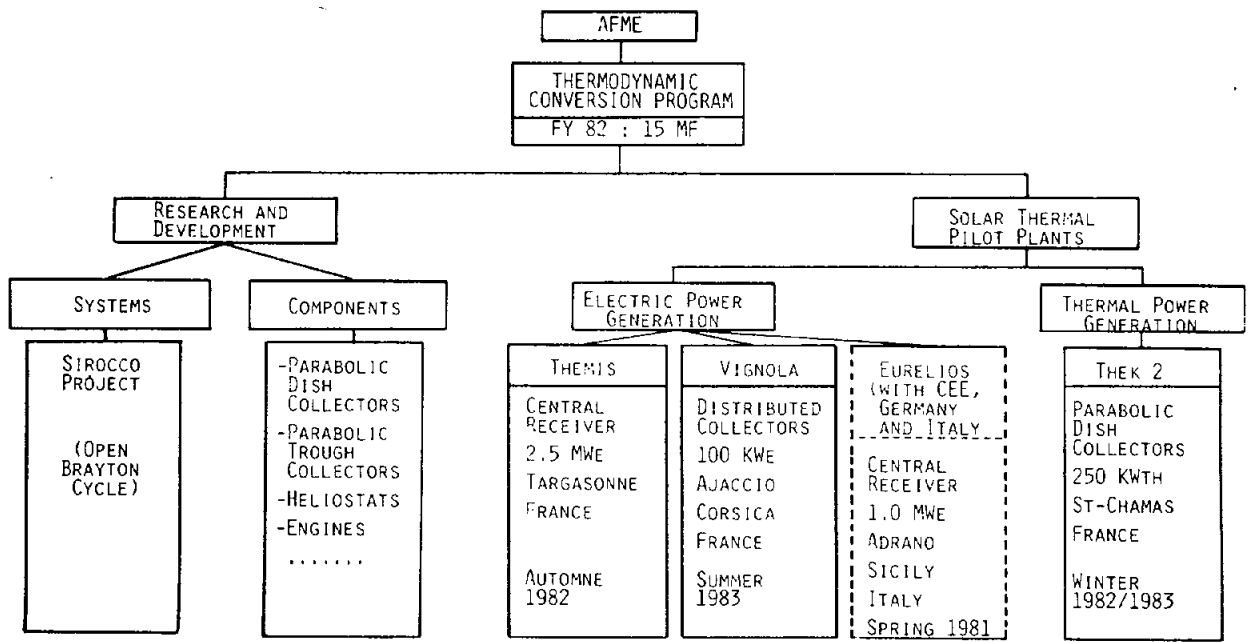 AFME
THERMODYNAMIC
CONVERSION PROGRAM
FY 82 : 15 MF
RESEARCH AND
DEVELOPMENT
SOLAR THERMAL
PILOT PLANTS
SYSTEMS
COMPONENTS
ELECTRIC POWER
GENERATION
THERMAL POWER
GENERATION
SIROCCO
PROJECT
(OPEN
BRAYTON
CYCLE)
-PARABOLIC
DISH
COLLECTORS
-PARABOLIC
TROUGH
COLLECTORS
-HELIOSTATS
-ENGINES
.......
THEMIS
CENTRAL
RECEIVER
2.5 MWE
TARGASONNE
FRANCE
AUTOMNE
1982
VIGNOLA
DISTRIBUTED
COLLECTORS
100 KWE
AJACCIO
CORSICA
FRANCE
SUMMER
1983
EURELIOS
(WITH CEE,
GERMANY
AND ITALY
CENTRAL
RECEIVER
1.0 MWE
ADRANO
SICILY
ITALY
SPRING 1981
THEK 2
PARABOLIC
DISH
COLLECTORS
250 KWTH
ST-CHAMAS
FRANCE
WINTER
1982/1983